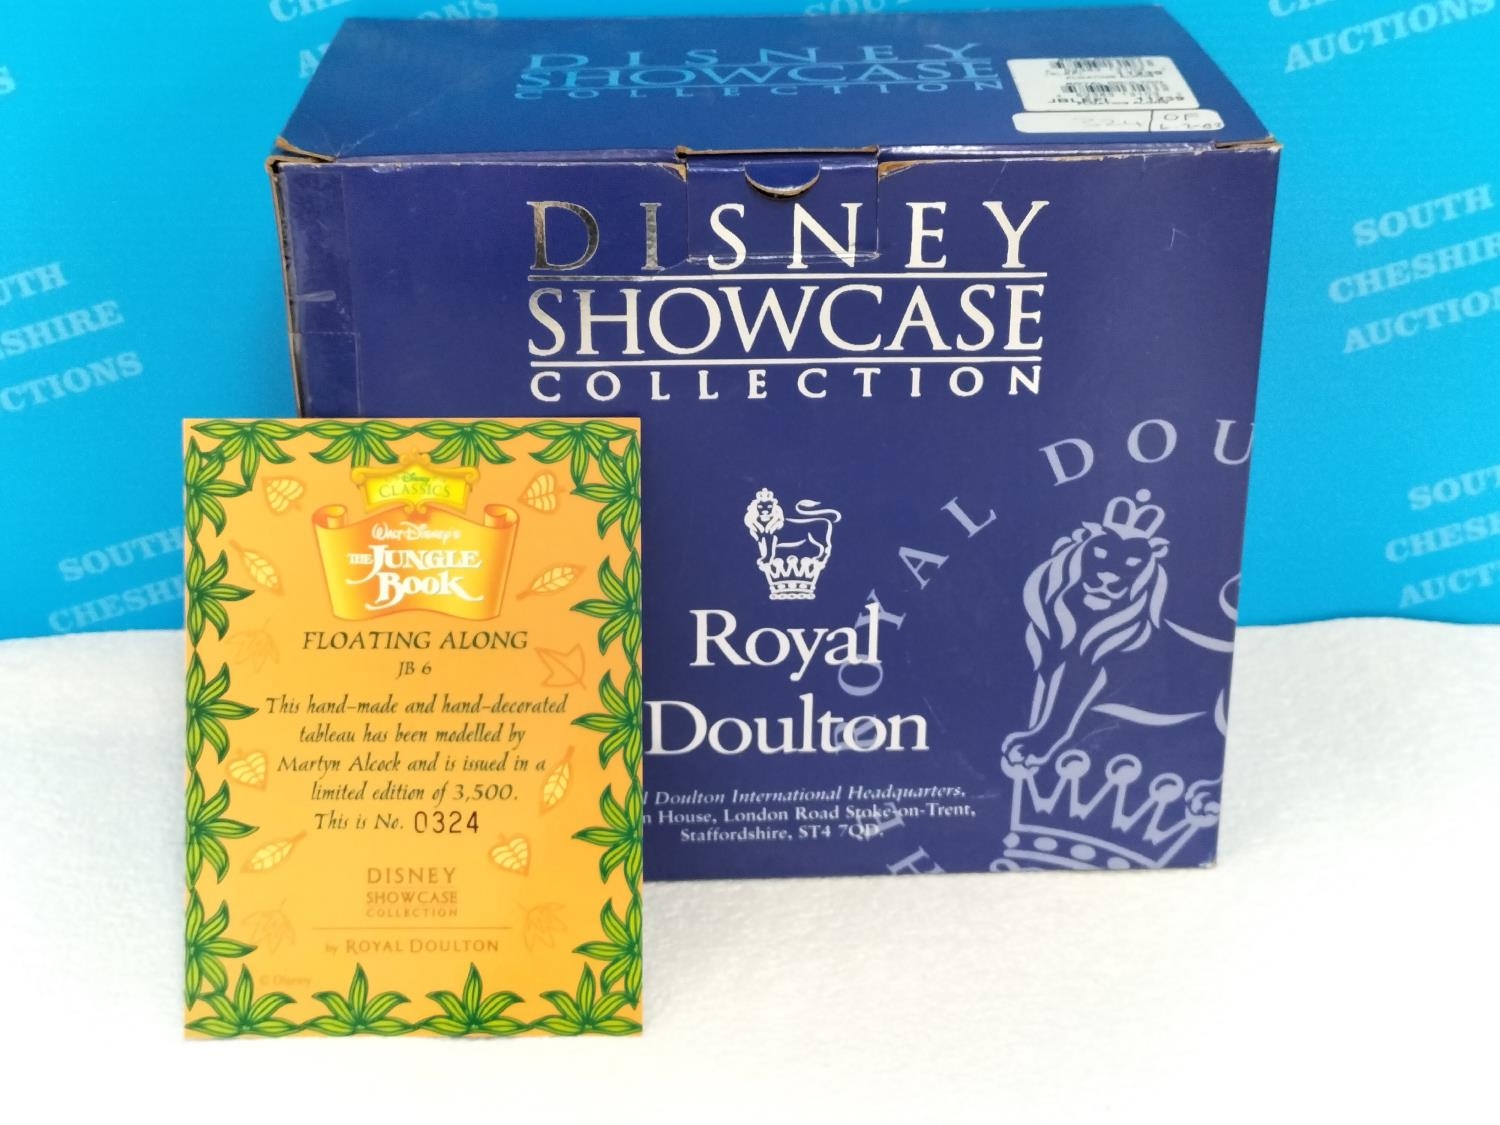 DISNEY
SHOWCASE
COLLECTION
324
OF
DISNEY
SHOWCASE
COLLECTION
ROYAL DOU
Royal
Doulton
Doulton International Headquarters,
House, London Road Stoke-on-Trent,
Staffordshire, ST4 7QD.
Disney
CLASSICS
Walt Disney's
THE JUNGLE
BOOK
FLOATING ALONG
JB 6
This hand-made and hand-decorated
tableau has been modelled by
Martyn Alcock and is issued in a
limited edition of 3,500.
This is No. 0324
DISNEY
SHOWCASE
COLLECTION
by ROYAL DOULTON
© Disney
AUCTIONS
SOUTH
CHESHIRE
AUCTIONS
SOUTH
CHESHIRE
AUCTIONS
SOUTH
CHESHIRE